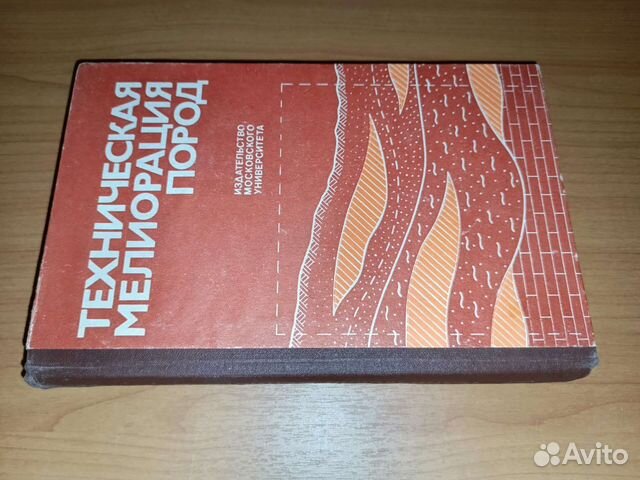 ТЕХНИЧЕСКАЯ
МЕЛИОРАЦИЯ
ПОРОД
ИЗДАТЕЛЬСТВО
МОСКОВСКОГО
УНИВЕРСИТЕТА
Avito